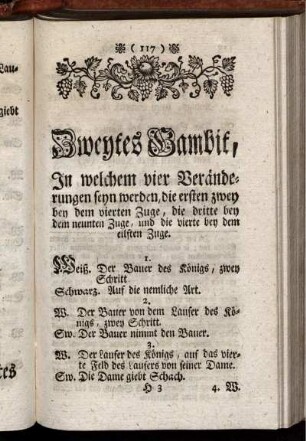 Lau-
giebt
tes
( 117 )
Zweytes Gambit,
In welchem vier Verände-
rungen seyn werden, die ersten zwey
bey dem vierten Zuge, die dritte bey
dem neunten Zuge, und die vierte bey dem
eilften Zuge.
1.
Weiß. Der Bauer des Königs, zwey
Schritt
Schwarz. Auf die nemliche Art.
2.
W. Der Bauer von dem Laufer des Kö-
nigs, zwey Schritt.
Sw. Der Bauer nimmt den Bauer.
3.
W. Der Laufer des Königs, auf das vier-
te Feld des Laufers von seiner Dame.
Sw. Die Dame giebt Schach.
H 3 4. W.